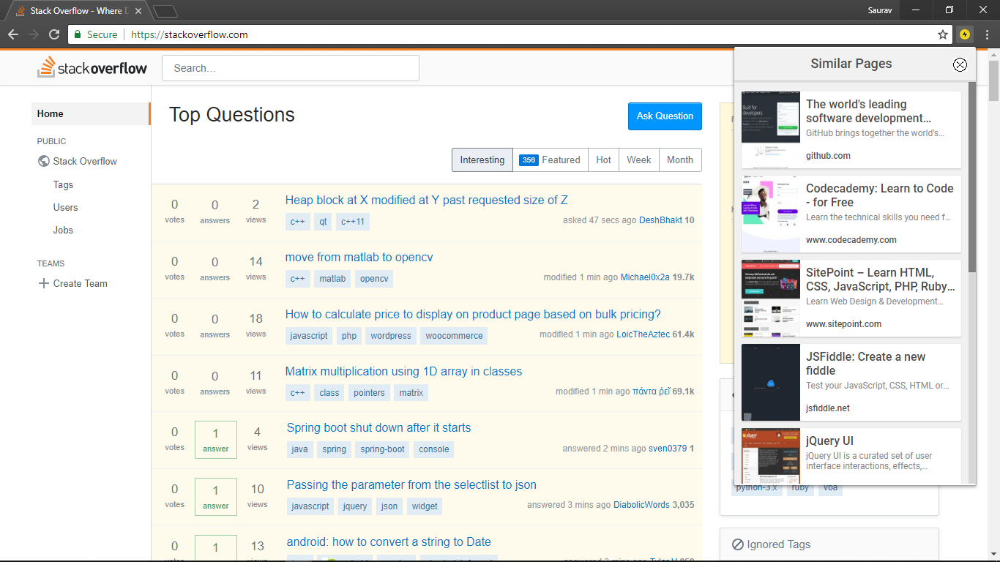 Stack Overflow - Where D
Saurav
Secure
https://stackoverflow.com
stackoverflow
Search…
Home
PUBLIC
Stack Overflow
Tags
Users
Jobs
TEAMS
Create Team
Top Questions
Ask Question
Interesting
356 Featured
Hot
Week
Month
0 votes
0 answers
2 views
Heap block at X modified at Y past requested size of Z
c++ qt c++11
asked 47 secs ago DeshBhakt 10
0 votes
0 answers
14 views
move from matlab to opencv
c++ matlab opencv
modified 1 min ago Michael0x2a 19.7k
0 votes
0 answers
18 views
How to calculate price to display on product page based on bulk pricing?
javascript php wordpress woocommerce
modified 1 min ago LoicTheAztec 61.4k
0 votes
0 answers
11 views
Matrix multiplication using 1D array in classes
c++ class pointers matrix
modified 1 min ago πάντα ῥεῖ 69.1k
0 votes
1 answer
4 views
Spring boot shut down after it starts
java spring spring-boot console
answered 2 mins ago sven0379 1
0 votes
1 answer
10 views
Passing the parameter from the selectlist to json
javascript jquery json widget
answered 3 mins ago DiabolicWords 3,035
0
1
13
android: how to convert a string to Date
Similar Pages
The world's leading
software development…
GitHub brings together the world's…
github.com
Built for
developers
Codecademy: Learn to Code
- for Free
Learn the technical skills you need f…
www.codecademy.com
SitePoint – Learn HTML,
CSS, JavaScript, PHP, Ruby…
Learn Web Design & Development…
www.sitepoint.com
JSFiddle: Create a new
fiddle
Test your JavaScript, CSS, HTML or…
jsfiddle.net
jQuery UI
jQuery UI is a curated set of user
interface interactions, effects,…
python-3.x ruby vba
Ignored Tags